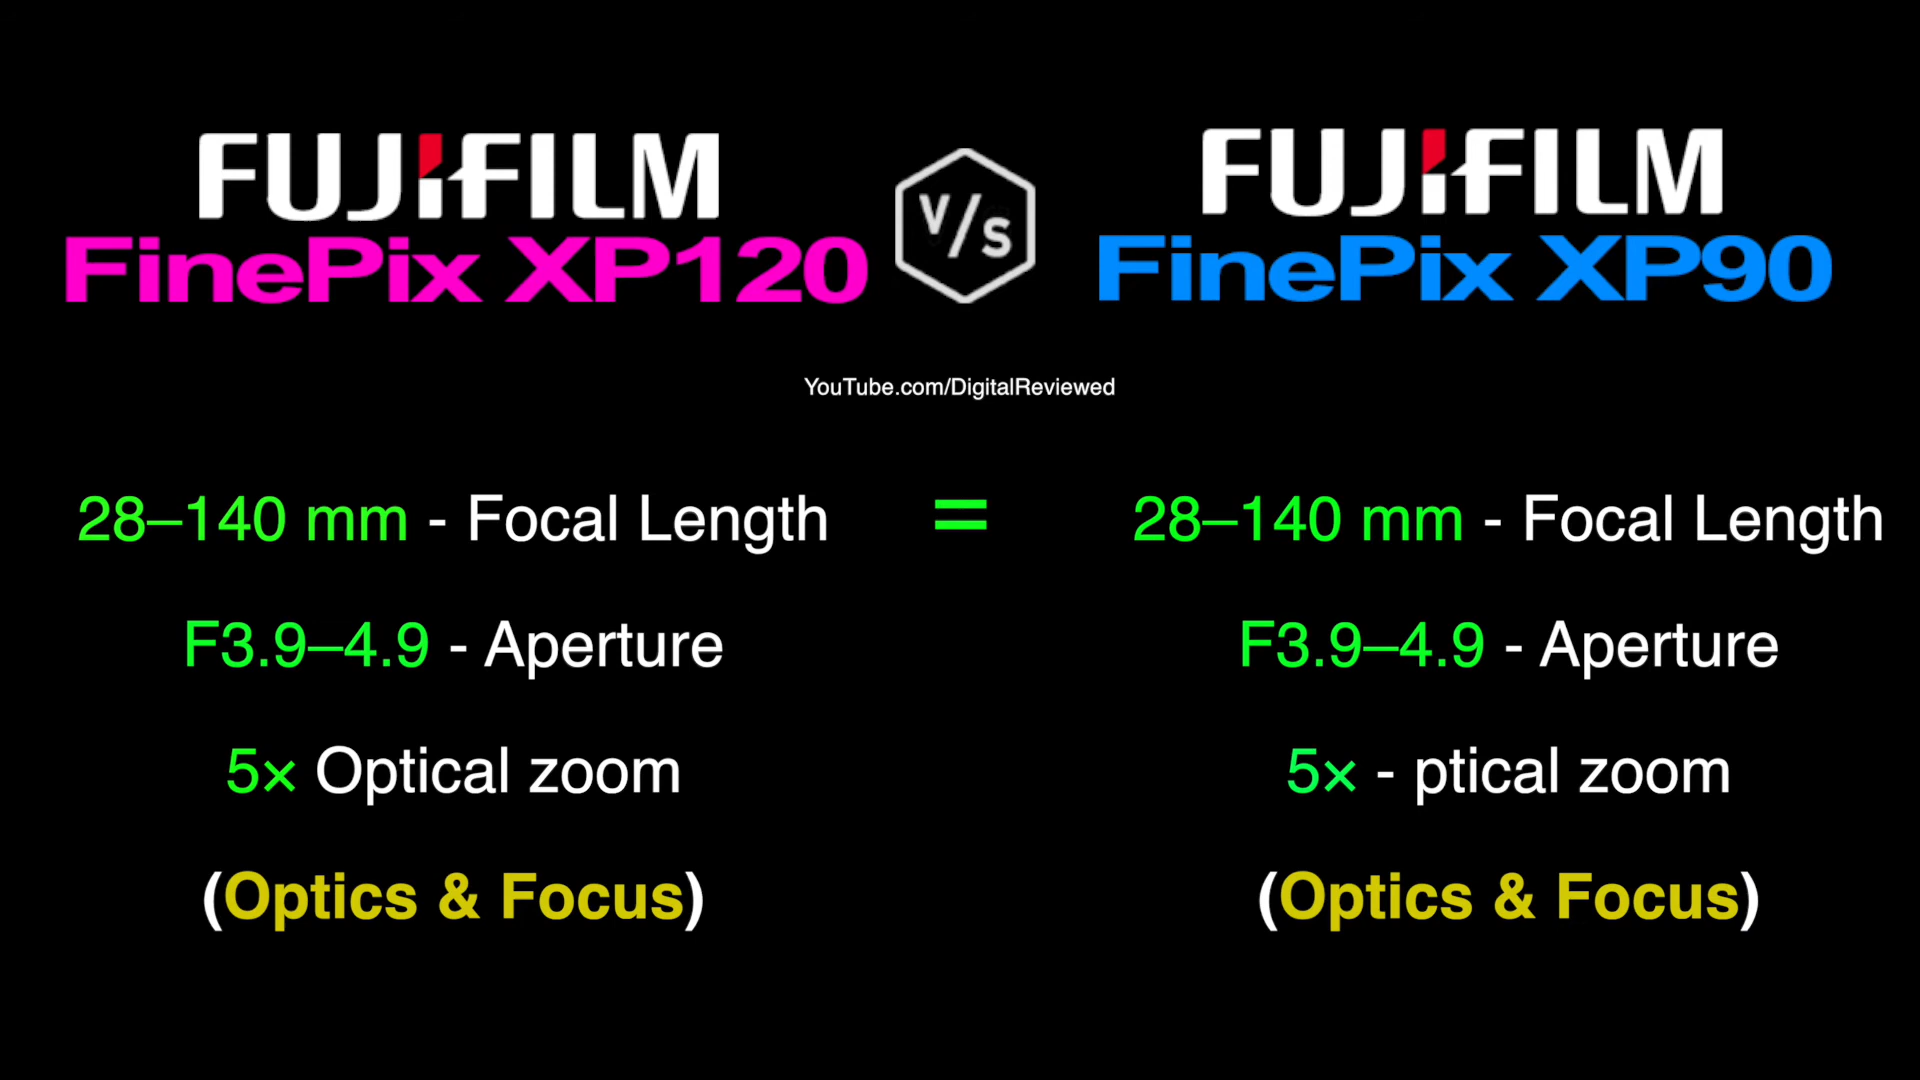 FUJIFILM
FinePix XP120
V/S
FUJIFILM
FinePix XP90
YouTube.com/DigitalReviewed
28–140 mm - Focal Length = 28–140 mm - Focal Length
F3.9–4.9 - Aperture F3.9–4.9 - Aperture
5× Optical zoom 5× - ptical zoom
(Optics & Focus) (Optics & Focus)